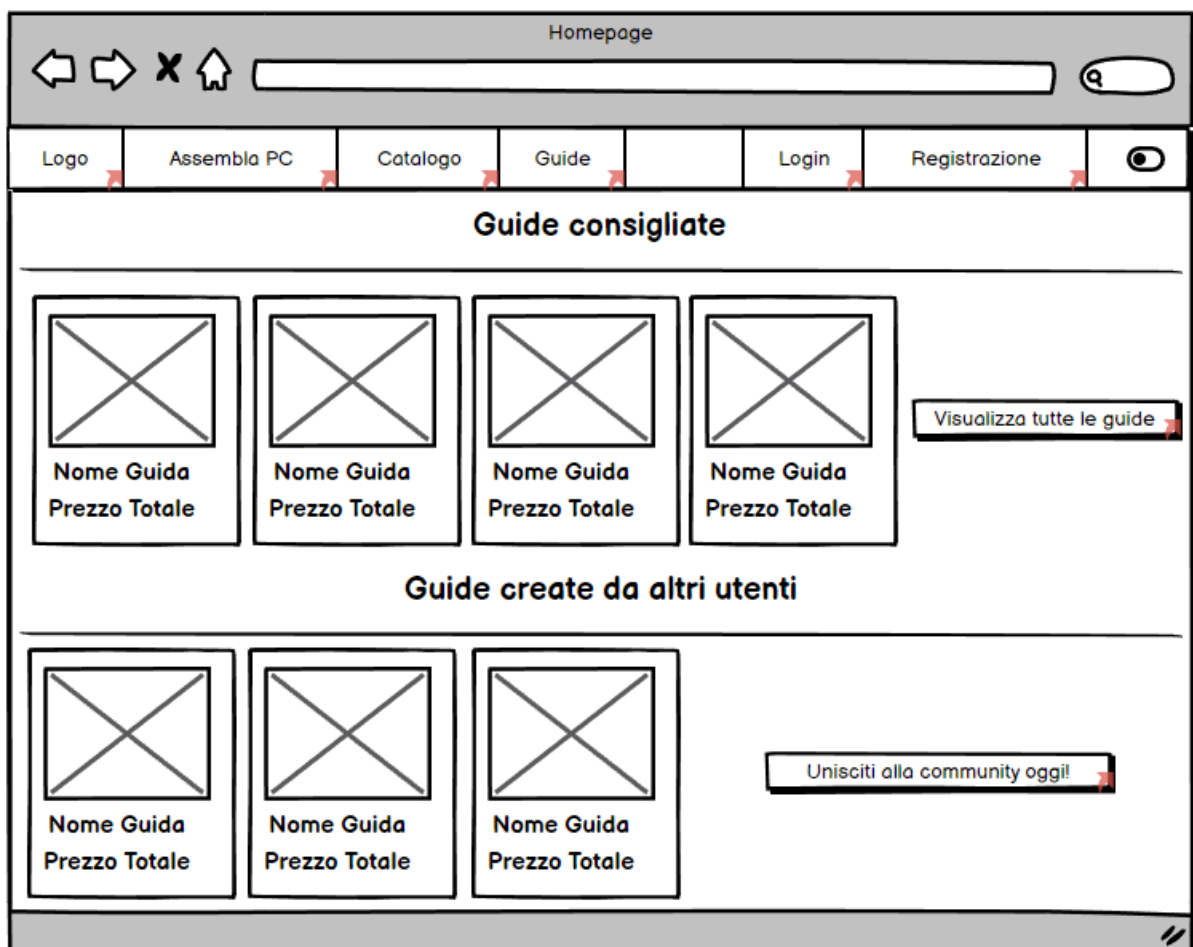 Homepage
Logo Assembla PC Catalogo Guide Login Registrazione
Guide consigliate
Nome Guida Nome Guida Nome Guida Nome Guida
Prezzo Totale Prezzo Totale Prezzo Totale Prezzo Totale
Visualizza tutte le guide
Guide create da altri utenti
Nome Guida Nome Guida Nome Guida
Prezzo Totale Prezzo Totale Prezzo Totale
Unisciti alla community oggi!